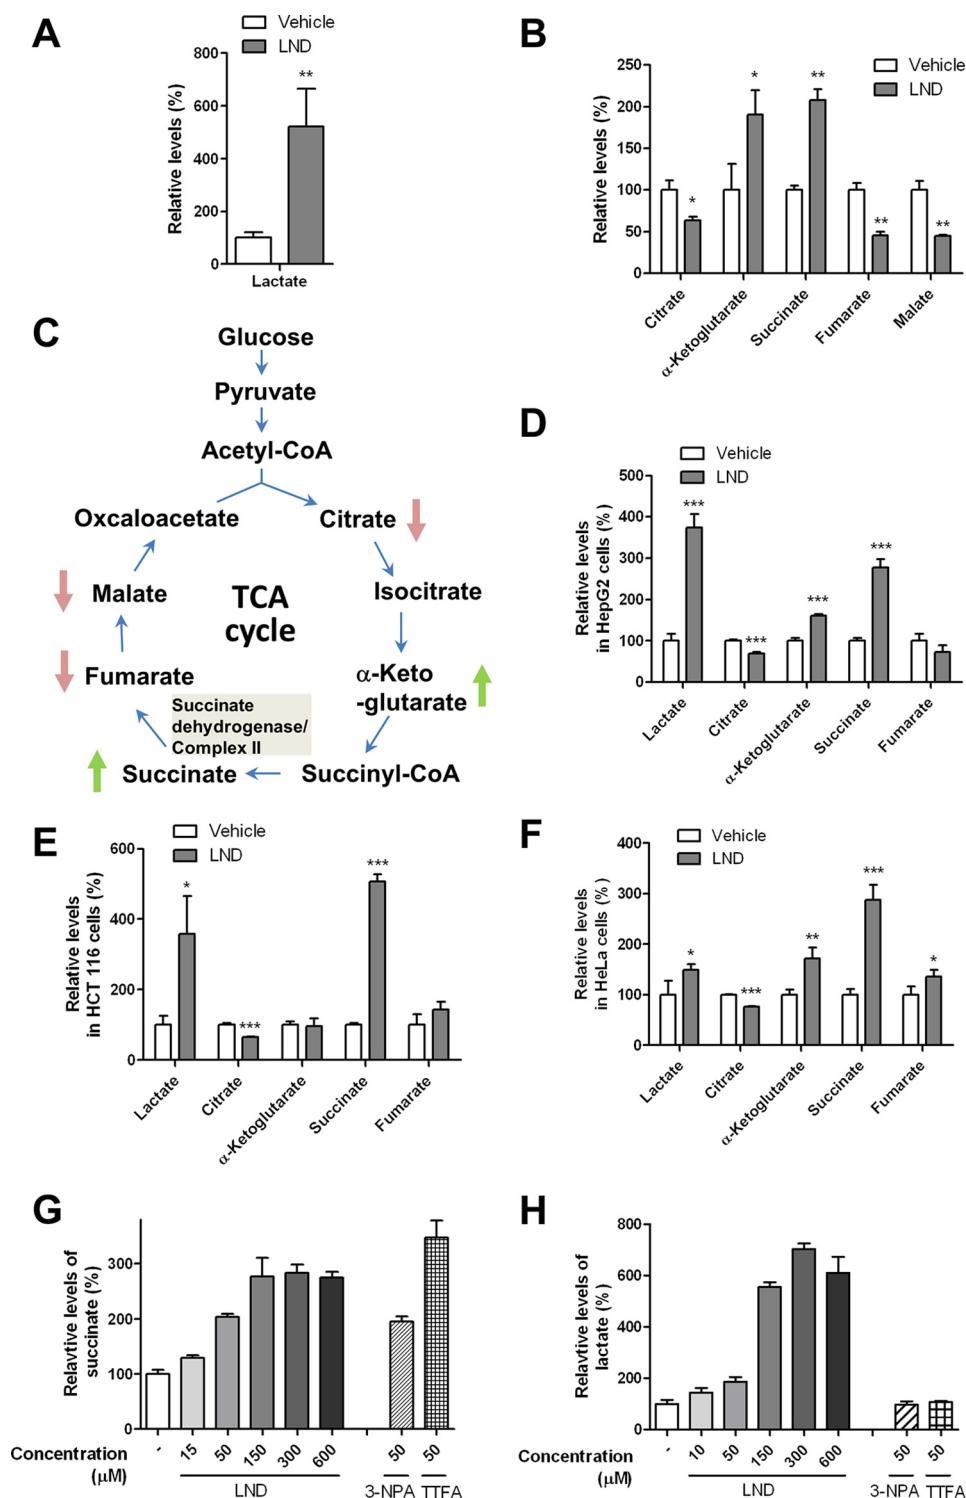 A
Vehicle
LND
Relative levels (%)
800
600
400
200
0
**
Lactate
B
Vehicle
LND
Relative levels (%)
250
200
150
100
50
0
*
*
**
**
**
Citrate
α-Ketoglutarate
Succinate
Fumarate
Malate
C
Glucose
Pyruvate
Acetyl-CoA
Oxcaloacetate
Citrate
Malate
TCA
cycle
Isocitrate
Fumarate
α-Keto
-glutarate
Succinate
dehydrogenase/
Complex II
Succinate
Succinyl-CoA
D
Vehicle
LND
Relative levels
in HepG2 cells (%)
500
400
300
200
100
0
***
***
***
***
Lactate
Citrate
α-Ketoglutarate
Succinate
Fumarate
E
Vehicle
LND
Relative levels
in HCT 116 cells (%)
600
400
200
0
*
***
***
Lactate
Citrate
α-Ketoglutarate
Succinate
Fumarate
F
Vehicle
LND
Relative levels
in HeLa cells (%)
400
300
200
100
0
*
***
**
***
*
Lactate
Citrate
α-Ketoglutarate
Succinate
Fumarate
G
Relavtive levels of
succinate (%)
300
200
100
0
Concentration
(μM)
- 15 50 150 300 600 50 50
LND 3-NPA TTFA
H
Relavtive levels of
lactate (%)
800
600
400
200
0
Concentration
(μM)
- 10 50 150 300 600 50 50
LND 3-NPA TTFA